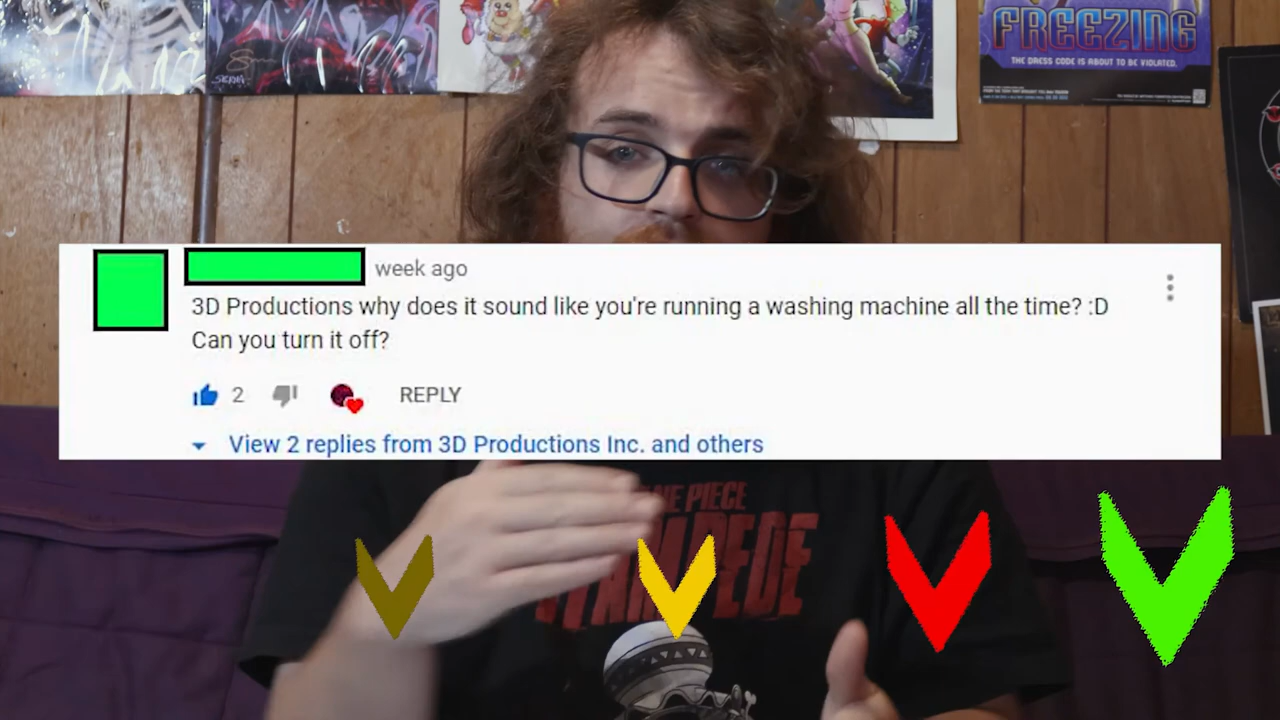 FREEZING
THE DRESS CODE IS ABOUT TO BE VIOLATED.
week ago
3D Productions why does it sound like you're running a washing machine all the time? :D
Can you turn it off?
2
REPLY
View 2 replies from 3D Productions Inc. and others
NE PIECE
TAMPEDE